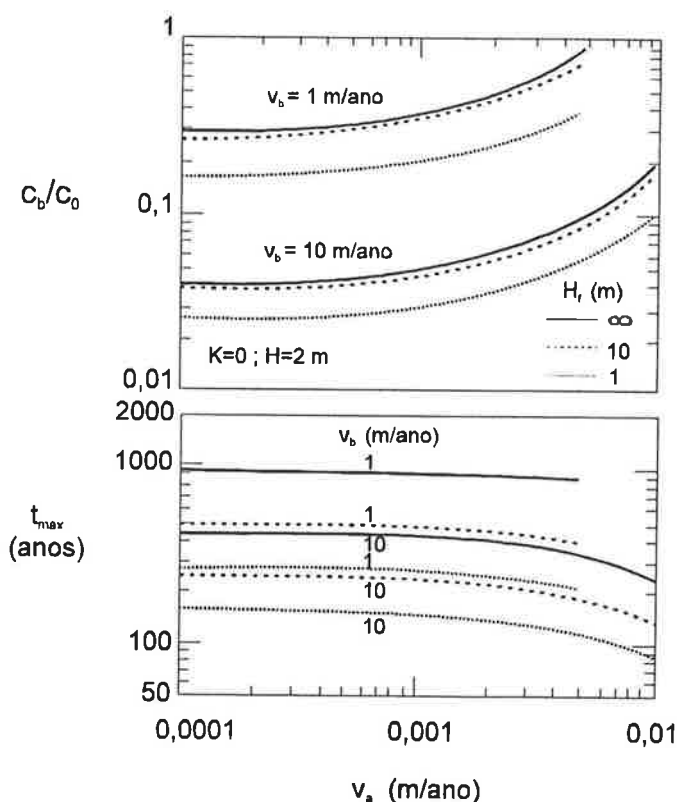 1
v_b = 1 m/ano
C_b/C_0
0,1
v_b = 10 m/ano
H_r (m)
∞
10
1
K=0 ; H=2 m
0,01
2000
v_b (m/ano)
1000
1
t_max
(anos)
1
10
1
10
10
100
50
0,0001
0,001
0,01
v_a (m/ano)